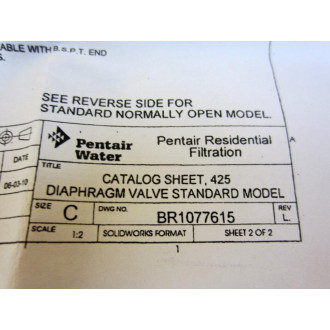 ABLE WITH B.S.P.T. END
S.
SEE REVERSE SIDE FOR
STANDARD NORMALLY OPEN MODEL.
Pentair
Water
Pentair Residential
Filtration
A
TITLE
CATALOG SHEET, 425
DIAPHRAGM VALVE STANDARD MODEL
06-03-10
SIZE
C
DWG NO.
BR1077615
REV
L.
SCALE
1:2
SOLIDWORKS FORMAT
SHEET 2 OF 2
1